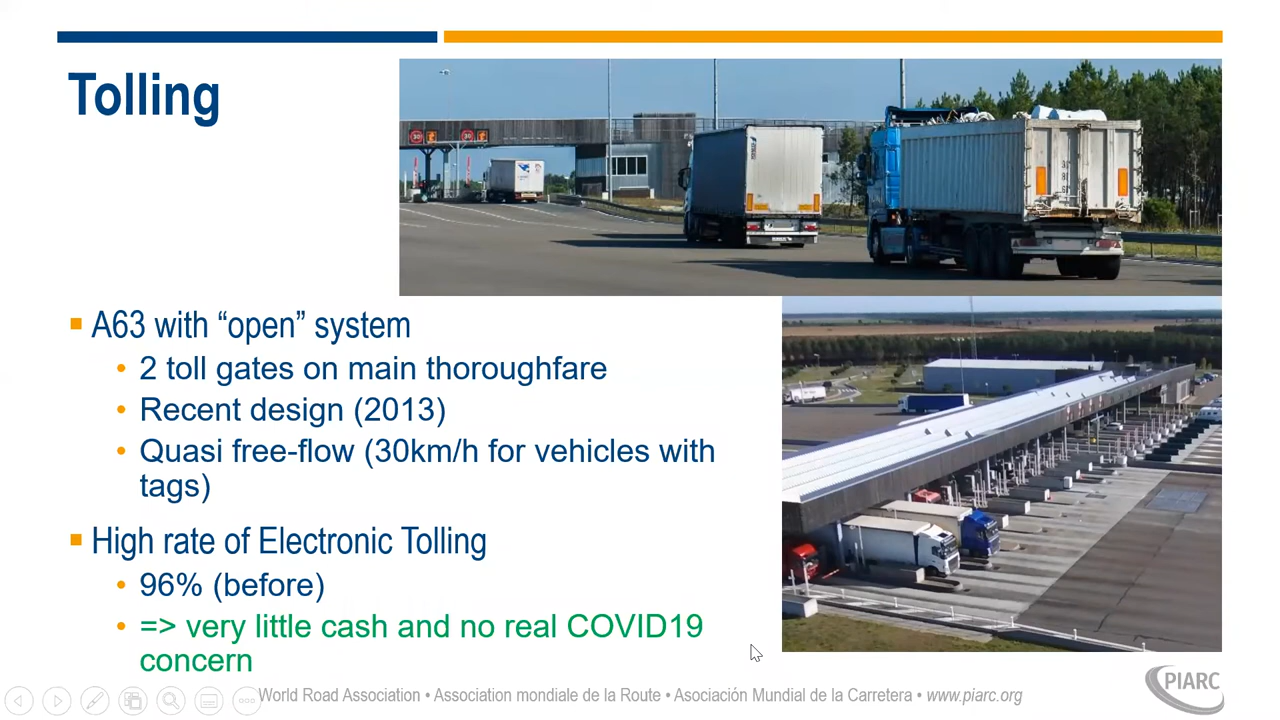 Tolling
30
30
A63 with “open” system
2 toll gates on main thoroughfare
Recent design (2013)
Quasi free-flow (30km/h for vehicles with
tags)
High rate of Electronic Tolling
96% (before)
=> very little cash and no real COVID19
concern
World Road Association • Association mondiale de la Route • Asociación Mundial de la Carretera • www.piarc.org
PIARC